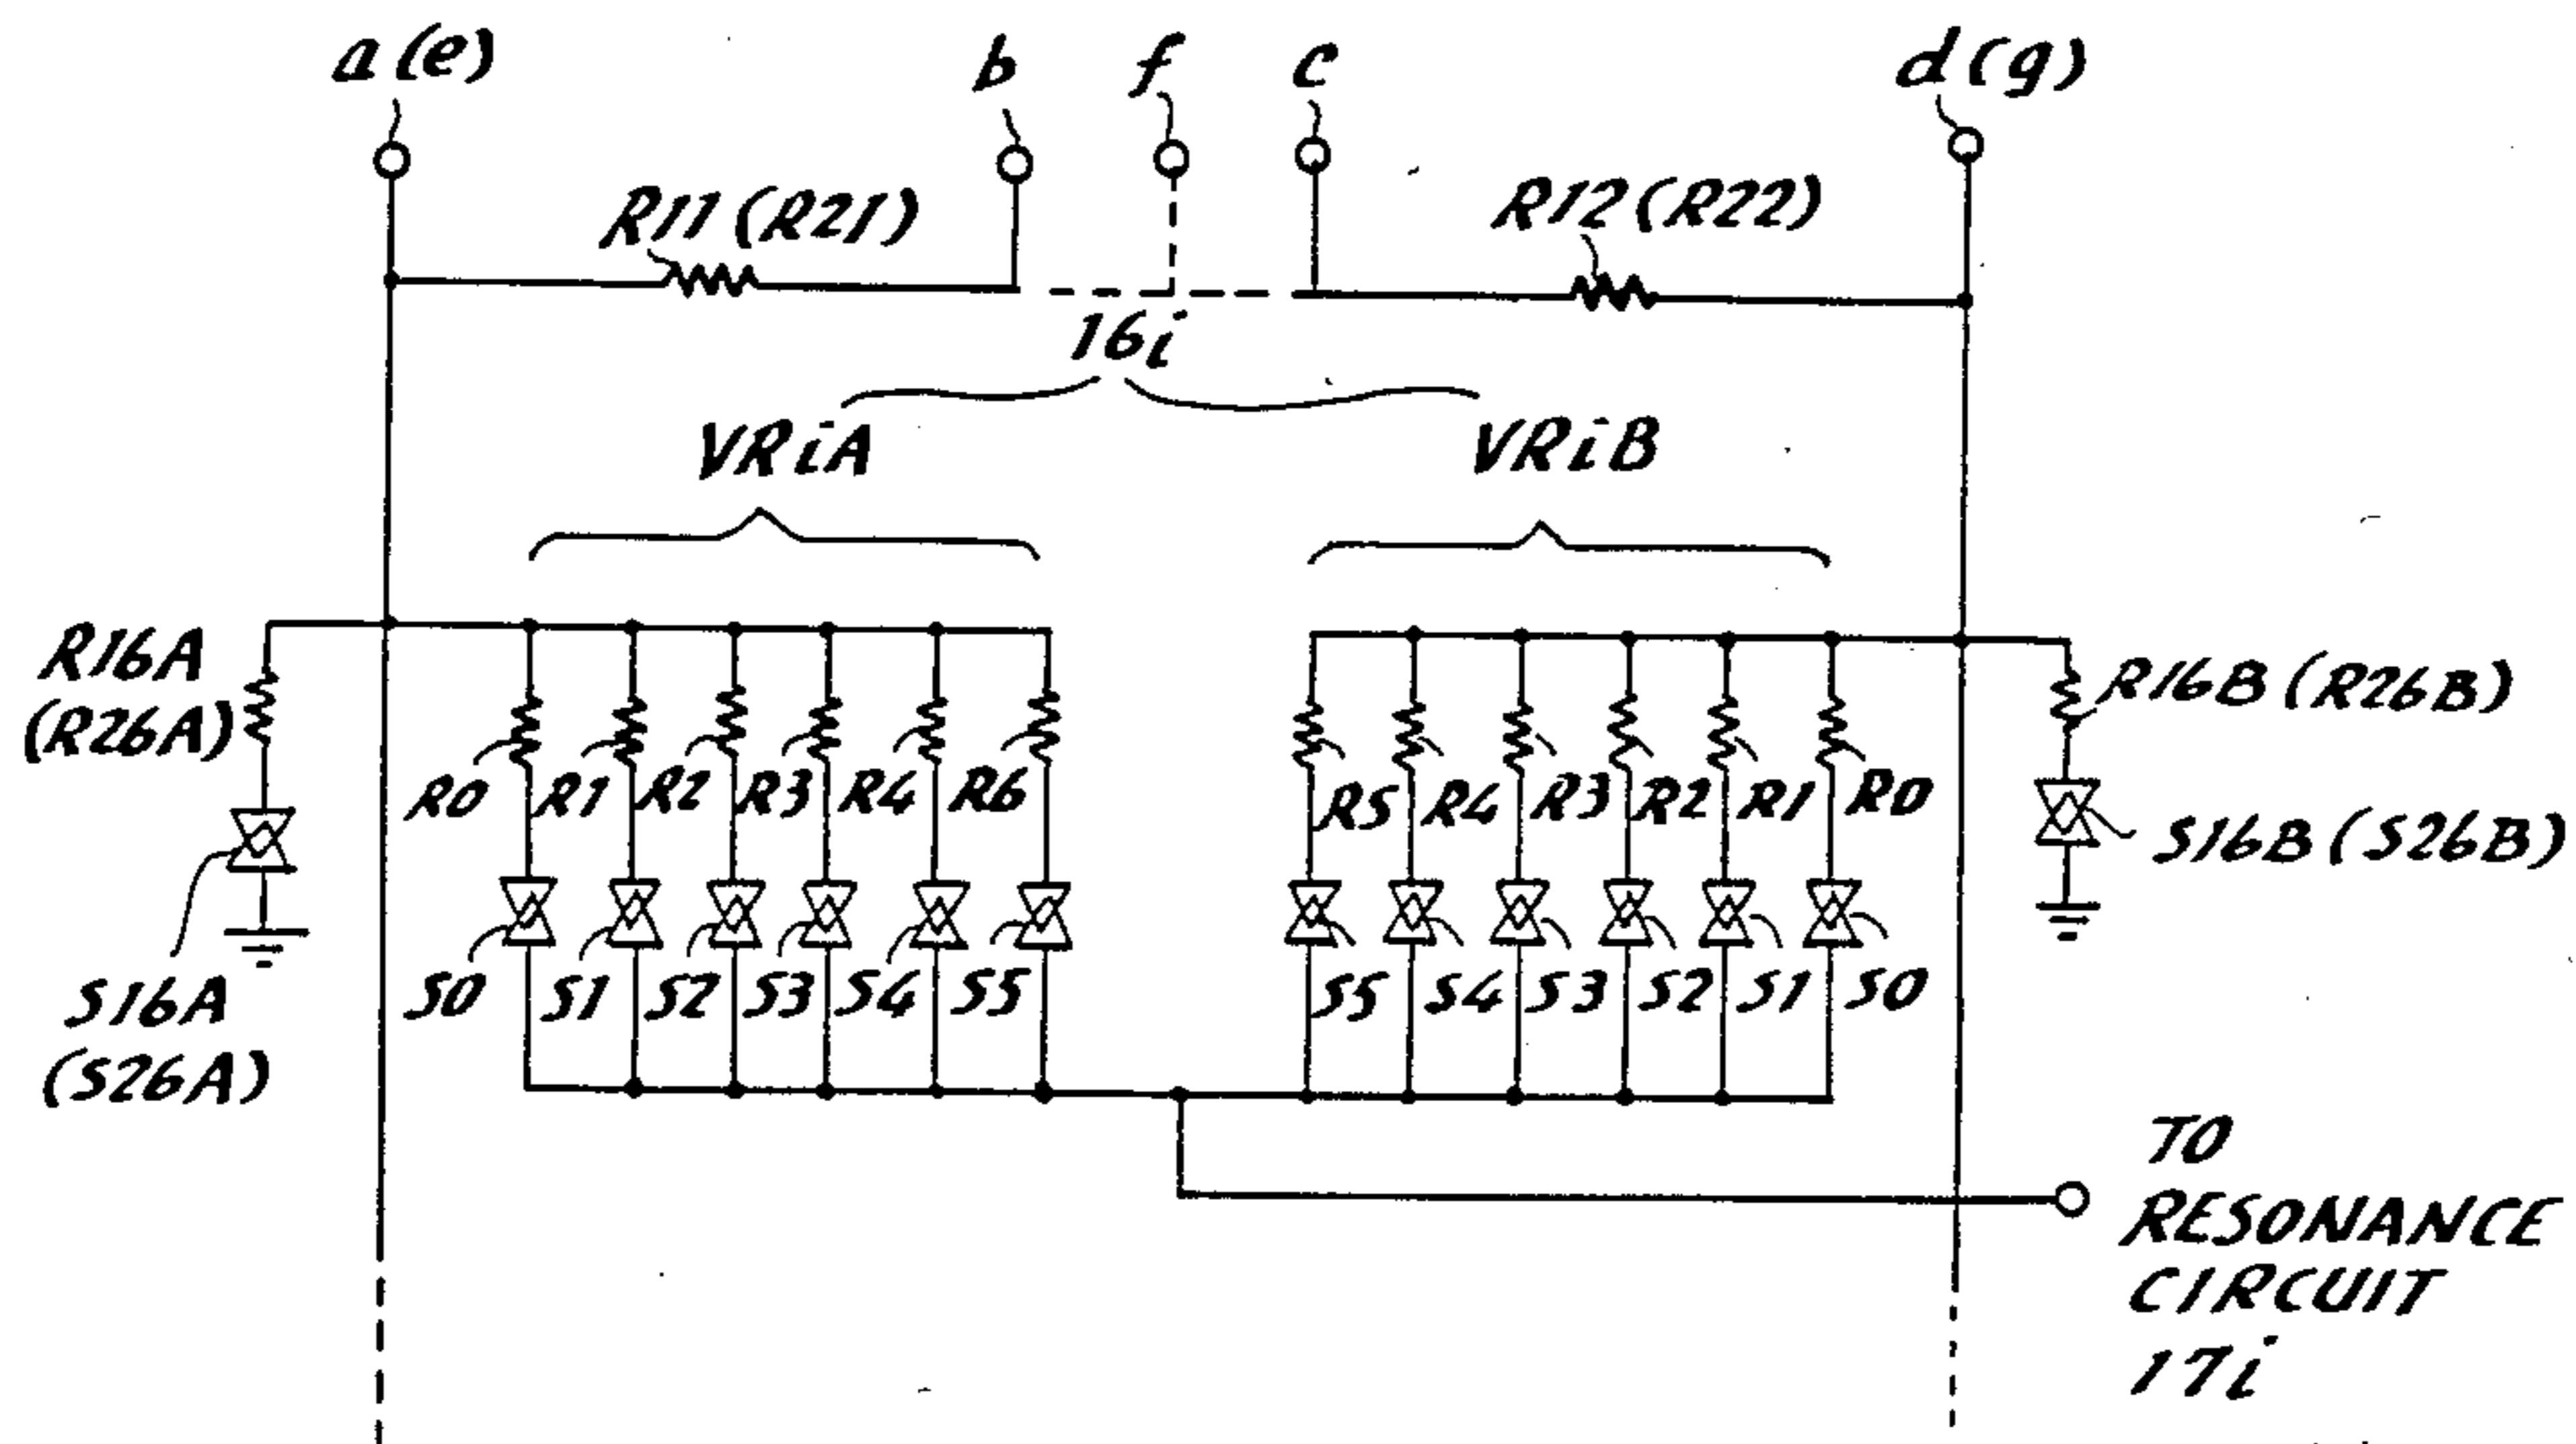 a(e)
b
f
c
d(g)
R11(R21)
R12(R22)
16i
VRiA
VRiB
R16A
(R26A)
R0
R1
R2
R3
R4
R6
R5
R4
R3
R2
R1
R0
R16B(R26B)
S16B(S26B)
S16A
(S26A)
S0
S1
S2
S3
S4
S5
S5
S4
S3
S2
S1
S0
TO
RESONANCE
CIRCUIT
17i